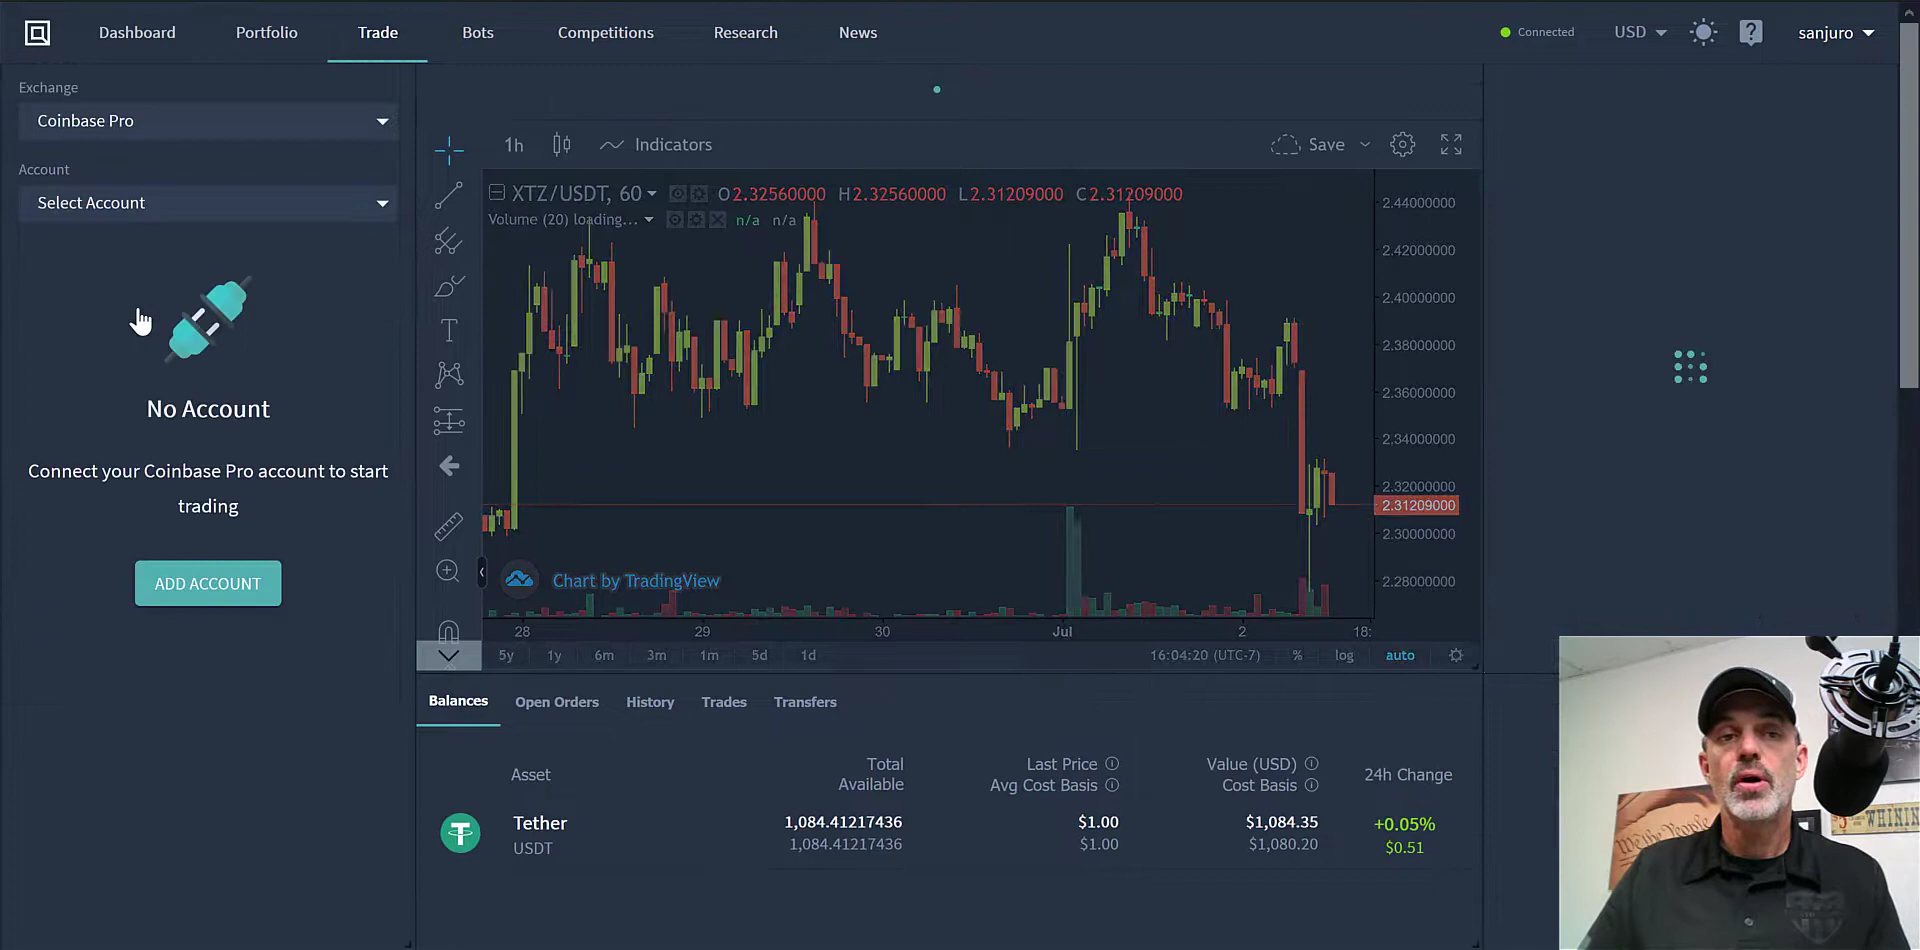 Dashboard Portfolio Trade Bots Competitions Research News Connected USD ? sanjuro
Exchange
Coinbase Pro
Account
Select Account
No Account
Connect your Coinbase Pro account to start
trading
ADD ACCOUNT
1h Indicators Save
XTZ/USDT, 60 O2.32560000 H2.32560000 L2.31209000 C2.31209000
Volume (20) loading... n/a n/a
T
2.44000000
2.42000000
2.40000000
2.38000000
2.36000000
2.34000000
2.32000000
2.31209000
2.30000000
2.28000000
Chart by TradingView
28 29 30 Jul 2 18:
5y 1y 6m 3m 1m 5d 1d 16:04:20 (UTC-7) % log auto
Balances Open Orders History Trades Transfers
Asset Total Last Price Value (USD) 24h Change
Available Avg Cost Basis Cost Basis
Tether 1,084.41217436 $1.00 $1,084.35 +0.05%
USDT 1,084.41217436 $1.00 $1,080.20 $0.51
We the People
WHINING